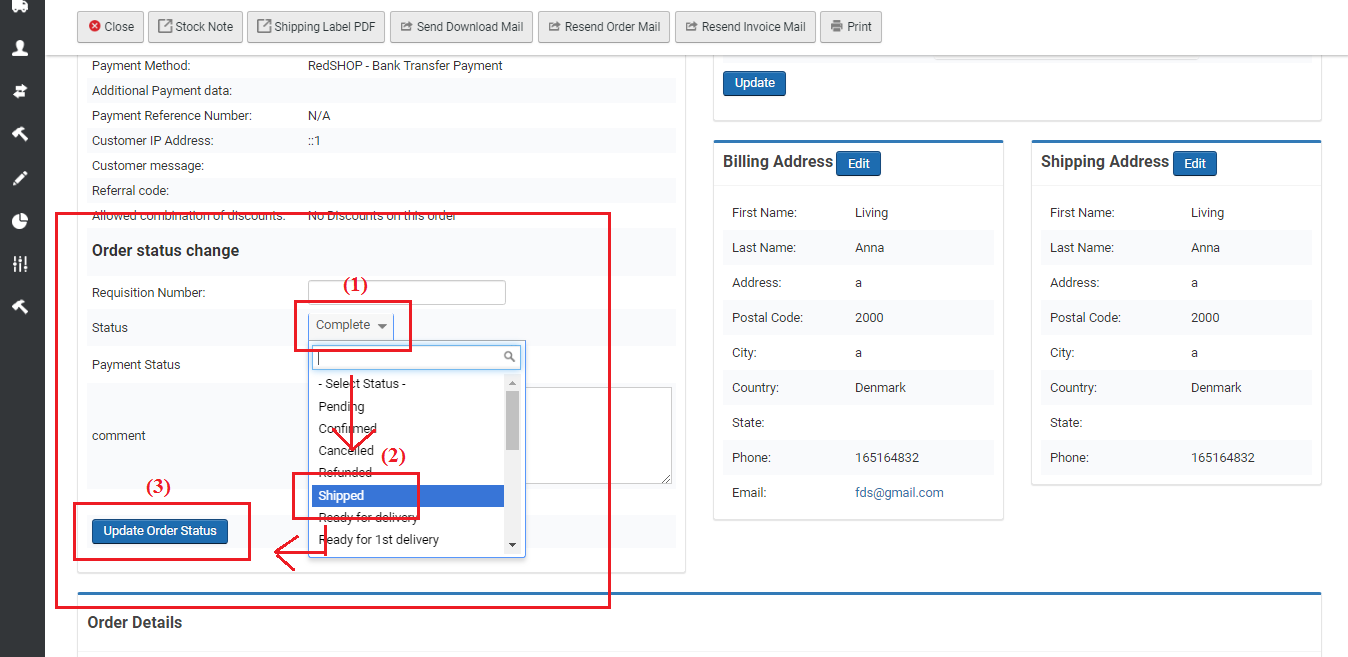 Close
Stock Note
Shipping Label PDF
Send Download Mail
Resend Order Mail
Resend Invoice Mail
Print
Payment Method: RedSHOP - Bank Transfer Payment
Additional Payment data:
Payment Reference Number: N/A
Customer IP Address: ::1
Customer message:
Referral code:
Allowed combination of discounts: No Discounts on this order
Order status change
Requisition Number:
(1)
Status
Complete
Payment Status
- Select Status -
Pending
Confirmed
Cancelled
Refunded
(2)
Shipped
Ready for delivery
Ready for 1st delivery
comment
(3)
Update Order Status
Update
Billing Address Edit
First Name: Living
Last Name: Anna
Address: a
Postal Code: 2000
City: a
Country: Denmark
State:
Phone: 165164832
Email: fds@gmail.com
Shipping Address Edit
First Name: Living
Last Name: Anna
Address: a
Postal Code: 2000
City: a
Country: Denmark
State:
Phone: 165164832
Order Details